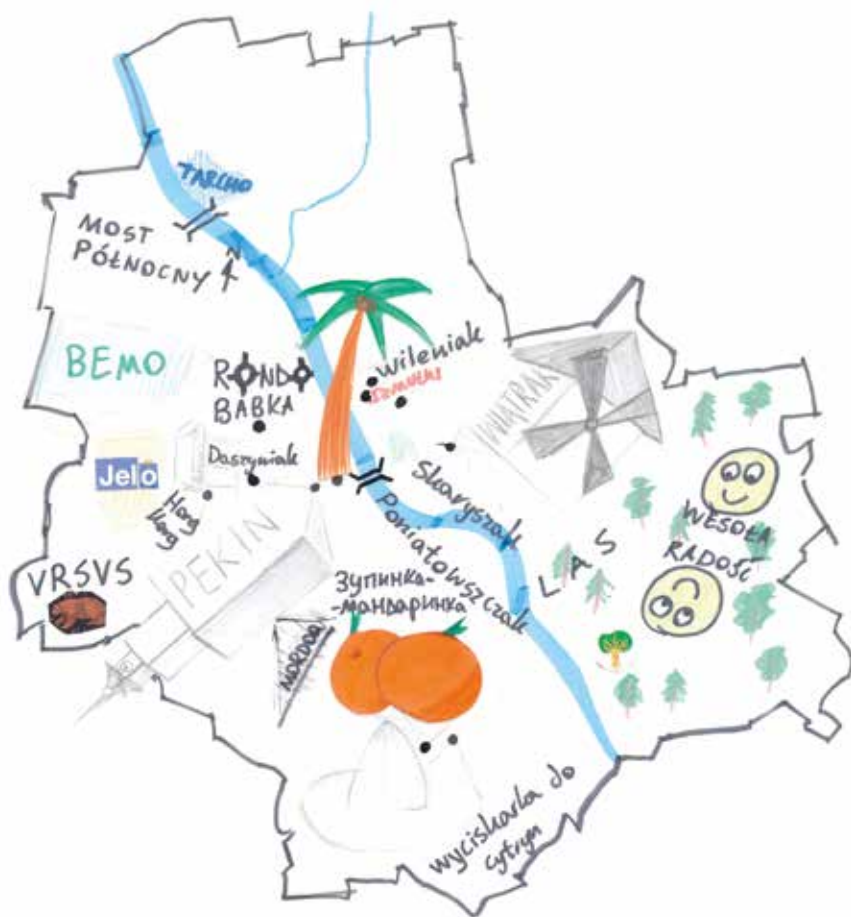 TARCHO
MOST
PÓŁNOCNY
N
BEMO
RONDO
BABKA
Wileniak
WIATRAK
Jelo
Daszyniak
Hong
Kong
Skaryszak
Poniatowszczak
PEKIN
VRSVS
LAS
WESOŁA
RADOŚĆ
Зупинка-
-мандаринка
MORDOR
wyciskarka do
cytryn